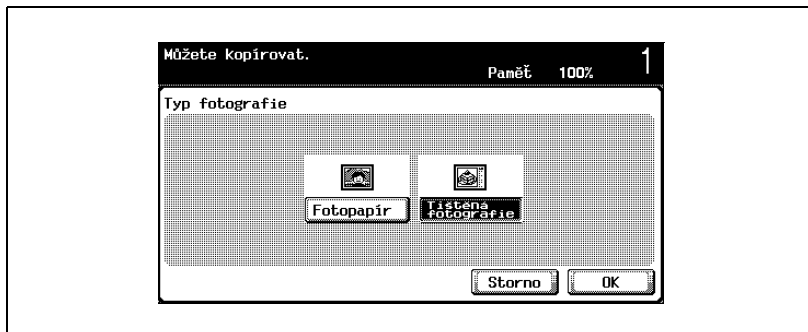 Můžete kopírovat.
Paměť 100% 1
Typ fotografie
Fotopapír
Tištěná
fotografie
Storno
OK